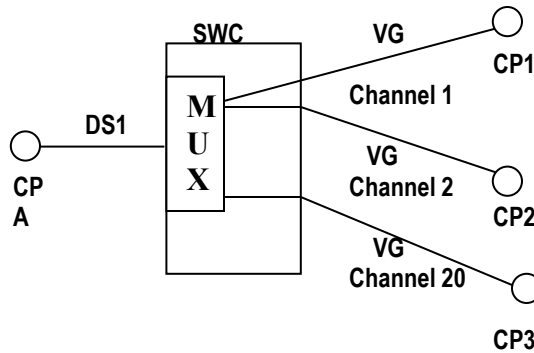 SWC
VG
CP1
Channel 1
DS1
M
U
X
CP
A
VG
Channel 2
CP2
VG
Channel 20
CP3